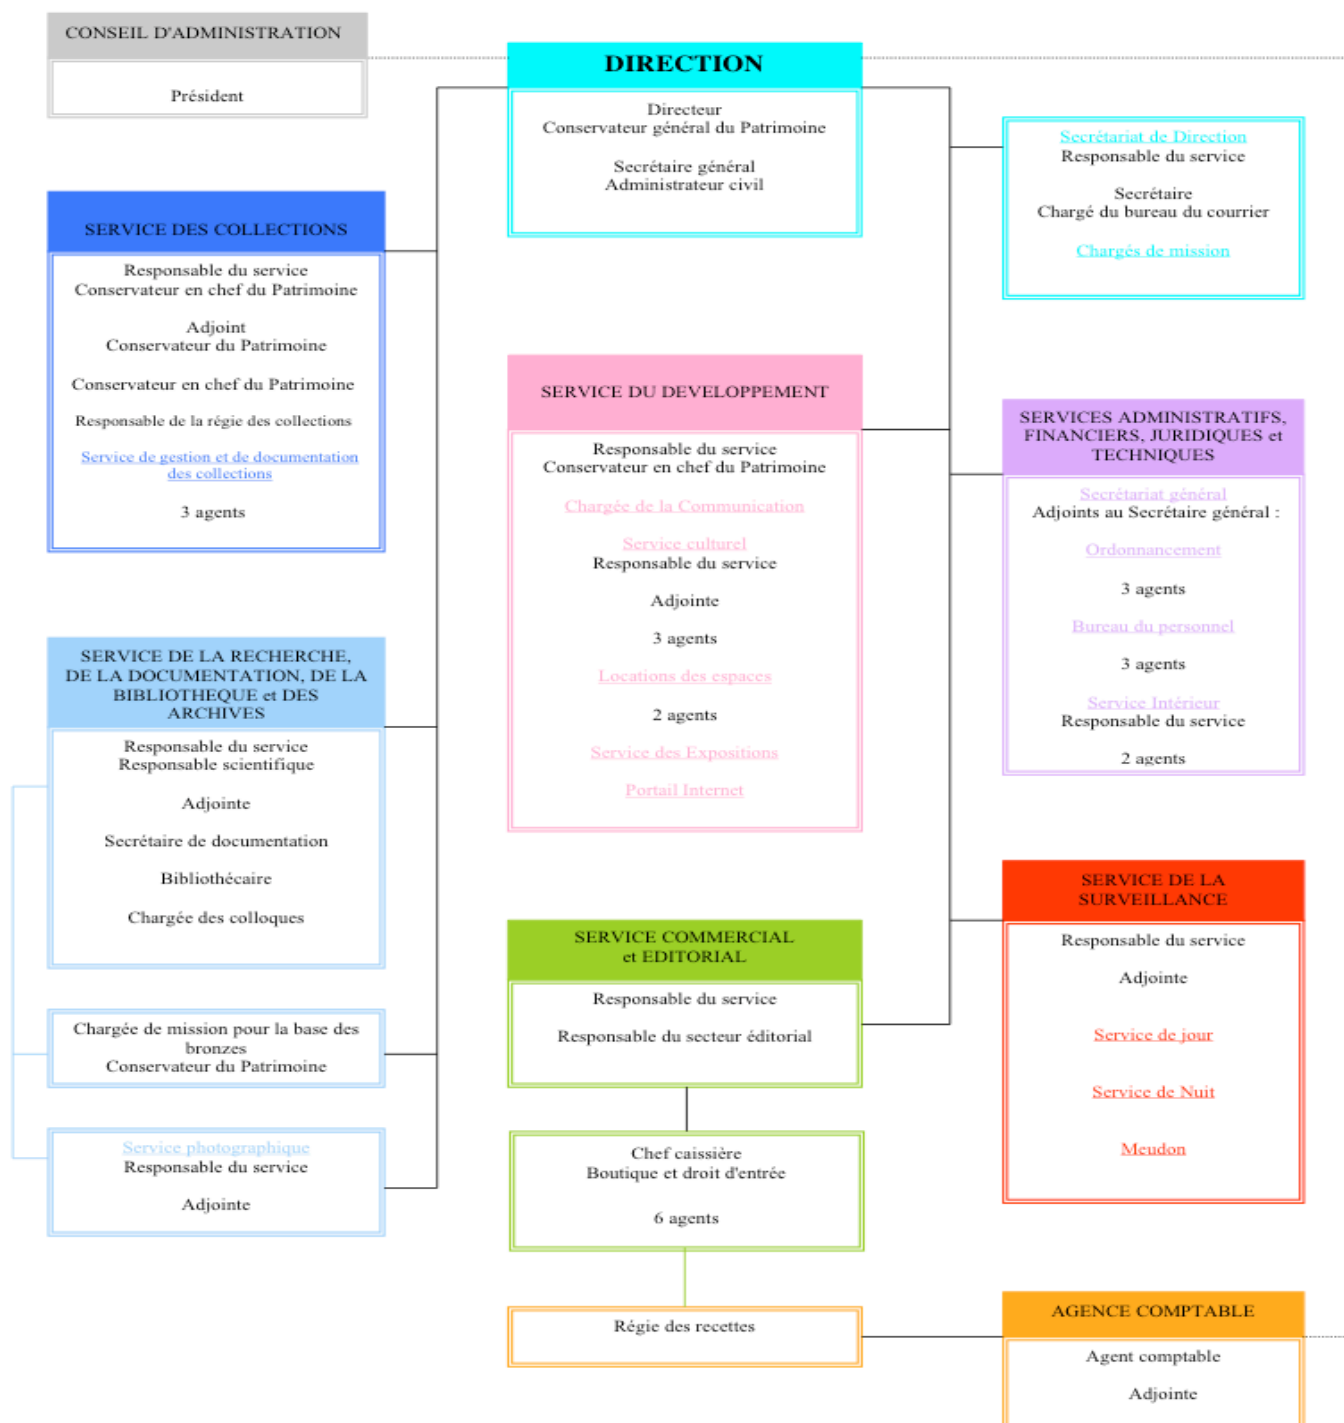 CONSEIL D'ADMINISTRATION
Président
DIRECTION
Directeur
Conservateur général du Patrimoine
Secrétaire général
Administrateur civil
Secrétariat de Direction
Responsable du service
Secrétaire
Chargé du bureau du courrier
Chargés de mission
SERVICE DES COLLECTIONS
Responsable du service
Conservateur en chef du Patrimoine
Adjoint
Conservateur du Patrimoine
Conservateur en chef du Patrimoine
Responsable de la régie des collections
Service de gestion et de documentation
des collections
3 agents
SERVICE DU DEVELOPPEMENT
Responsable du service
Conservateur en chef du Patrimoine
Chargée de la Communication
Service culturel
Responsable du service
Adjointe
3 agents
Locations des espaces
2 agents
Service des Expositions
Portail Internet
SERVICES ADMINISTRATIFS,
FINANCIERS, JURIDIQUES et
TECHNIQUES
Secrétariat général
Adjoints au Secrétaire général :
Ordonnancement
3 agents
Bureau du personnel
3 agents
Service Intérieur
Responsable du service
2 agents
SERVICE DE LA RECHERCHE,
DE LA DOCUMENTATION, DE LA
BIBLIOTHEQUE et DES
ARCHIVES
Responsable du service
Responsable scientifique
Adjointe
Secrétaire de documentation
Bibliothécaire
Chargée des colloques
Chargée de mission pour la base des
bronzes
Conservateur du Patrimoine
Service photographique
Responsable du service
Adjointe
SERVICE COMMERCIAL
et EDITORIAL
Responsable du service
Responsable du secteur éditorial
Chef caissière
Boutique et droit d'entrée
6 agents
Régie des recettes
SERVICE DE LA
SURVEILLANCE
Responsable du service
Adjointe
Service de jour
Service de Nuit
Meudon
AGENCE COMPTABLE
Agent comptable
Adjointe